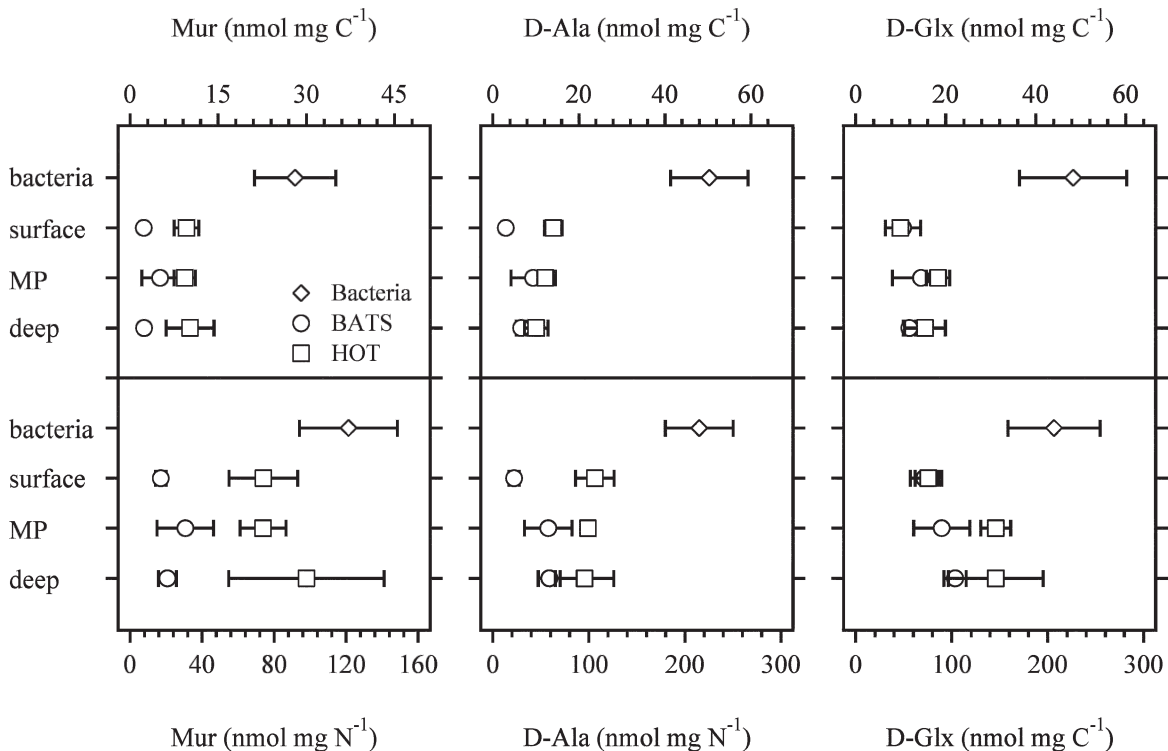 Mur (nmol mg C⁻¹) D-Ala (nmol mg C⁻¹) D-Glx (nmol mg C⁻¹)
0 15 30 45 0 20 40 60 0 20 40 60
bacteria
surface
MP
deep
Bacteria
BATS
HOT
bacteria
surface
MP
deep
0 40 80 120 160 0 100 200 300 0 100 200 300
Mur (nmol mg N⁻¹) D-Ala (nmol mg N⁻¹) D-Glx (nmol mg C⁻¹)